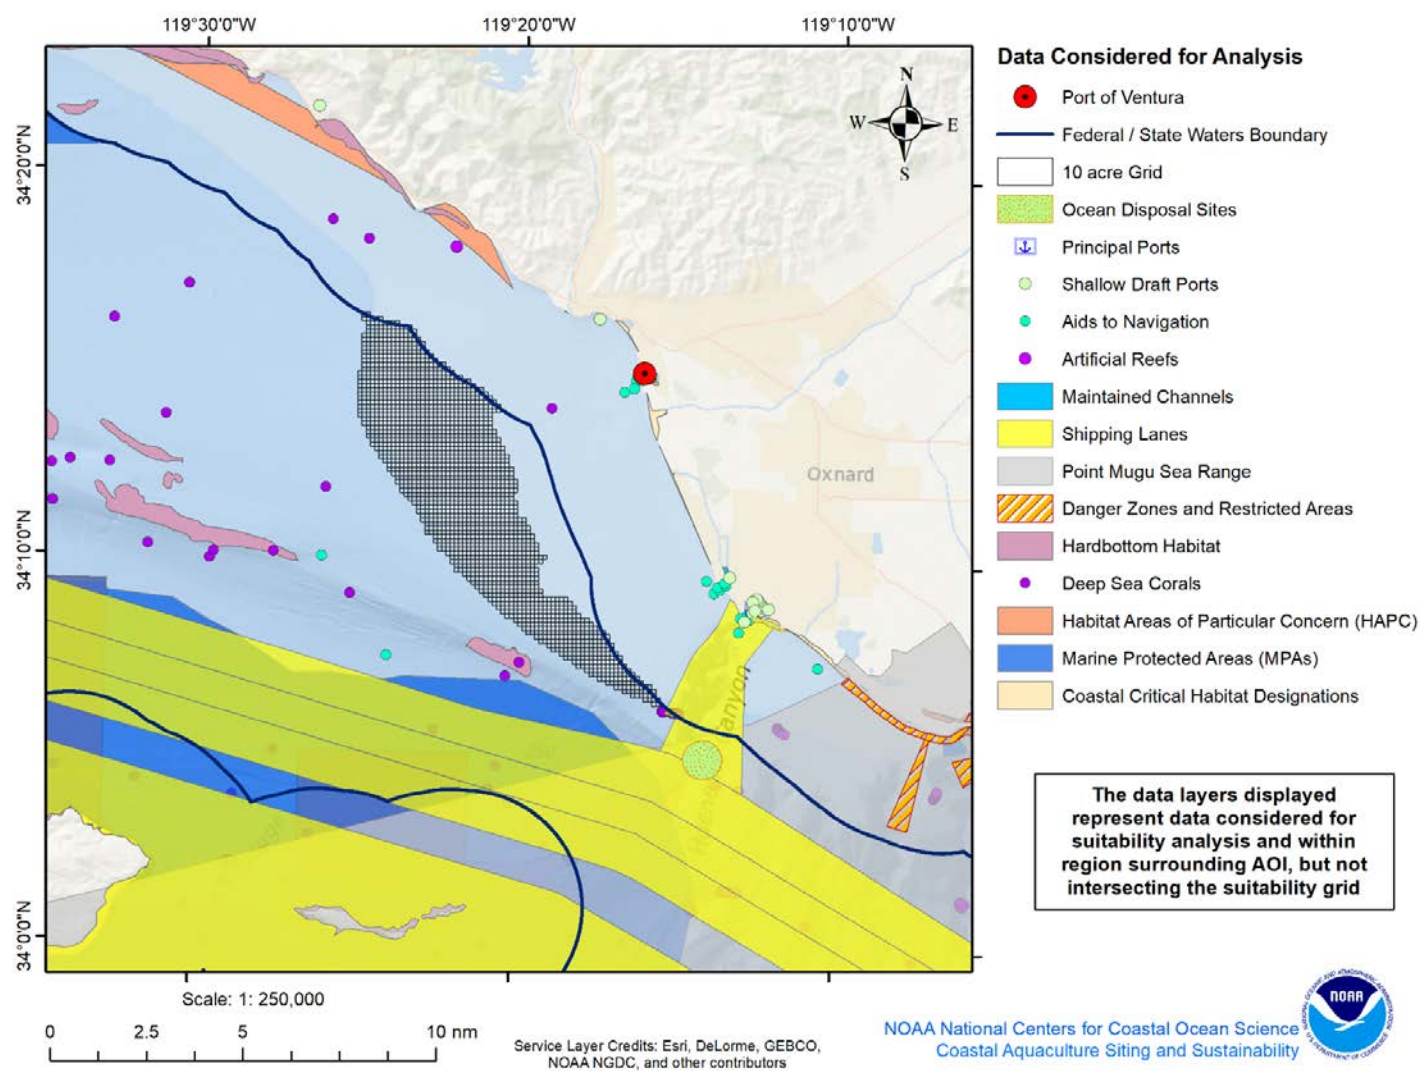 119°30'0"W
119°20'0"W
119°10'0"W
34°20'0"N
34°10'0"N
34°0'0"N
N
W
E
S
Oxnard
anyon
Data Considered for Analysis
Port of Ventura
Federal / State Waters Boundary
10 acre Grid
Ocean Disposal Sites
Principal Ports
Shallow Draft Ports
Aids to Navigation
Artificial Reefs
Maintained Channels
Shipping Lanes
Point Mugu Sea Range
Danger Zones and Restricted Areas
Hardbottom Habitat
Deep Sea Corals
Habitat Areas of Particular Concern (HAPC)
Marine Protected Areas (MPAs)
Coastal Critical Habitat Designations
The data layers displayed
represent data considered for
suitability analysis and within
region surrounding AOI, but not
intersecting the suitability grid
Scale: 1: 250,000
0 2.5 5 10 nm
Service Layer Credits: Esri, DeLorme, GEBCO,
NOAA NGDC, and other contributors
NOAA National Centers for Coastal Ocean Science
Coastal Aquaculture Siting and Sustainability
NOAA